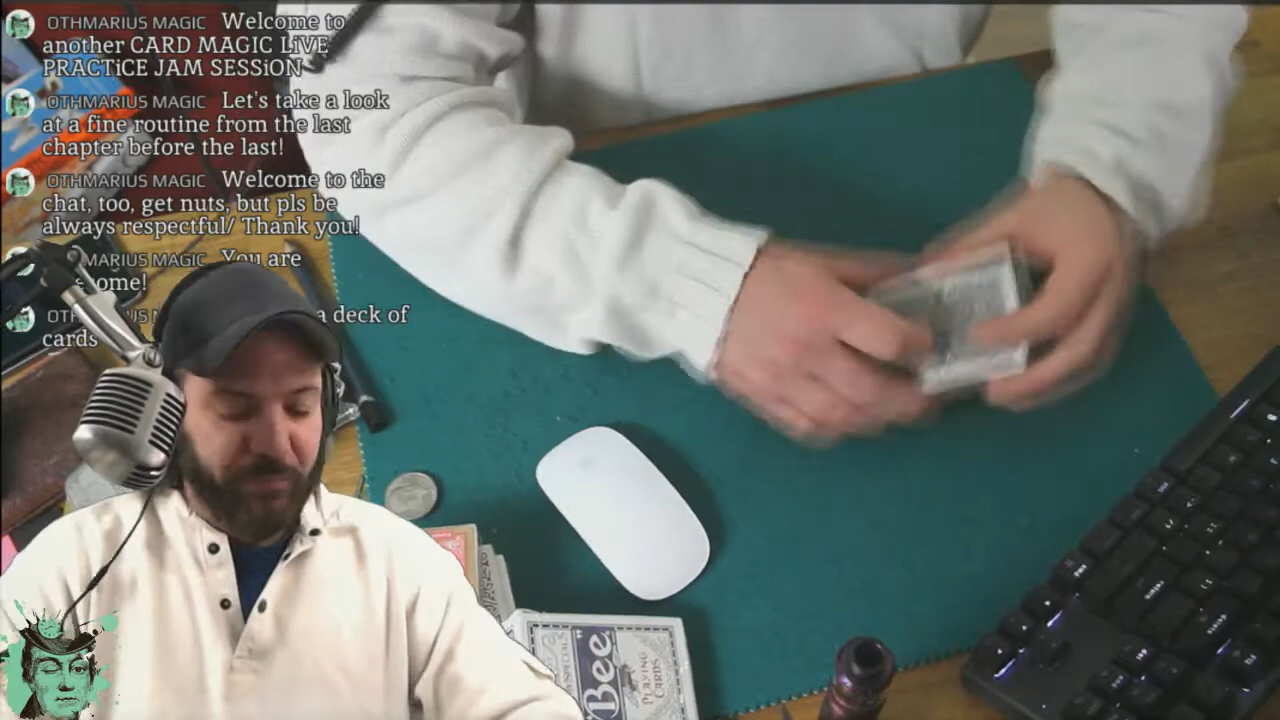 OTHMARIUS MAGIC Welcome to
another CARD MAGIC LiVE
PRACTiCE JAM SESSiON
OTHMARIUS MAGIC Let's take a look
at a fine routine from the last
chapter before the last!
OTHMARIUS MAGIC Welcome to the
chat, too, get nuts, but pls be
always respectful/ Thank you!
MARIUS MAGIC You are
ome!
a deck of
cards
Bee
PLAYING
CARDS